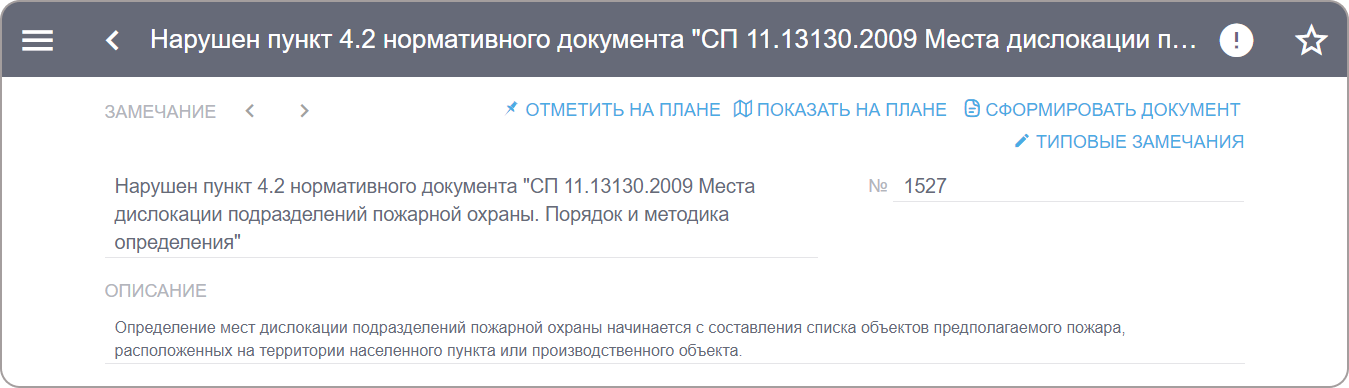 Нарушен пункт 4.2 нормативного документа "СП 11.13130.2009 Места дислокации п...
ЗАМЕЧАНИЕ
ОТМЕТИТЬ НА ПЛАНЕ ПОКАЗАТЬ НА ПЛАНЕ СФОРМИРОВАТЬ ДОКУМЕНТ
ТИПОВЫЕ ЗАМЕЧАНИЯ
Нарушен пункт 4.2 нормативного документа "СП 11.13130.2009 Места
дислокации подразделений пожарной охраны. Порядок и методика
определения"
№ 1527
ОПИСАНИЕ
Определение мест дислокации подразделений пожарной охраны начинается с составления списка объектов предполагаемого пожара,
расположенных на территории населенного пункта или производственного объекта.